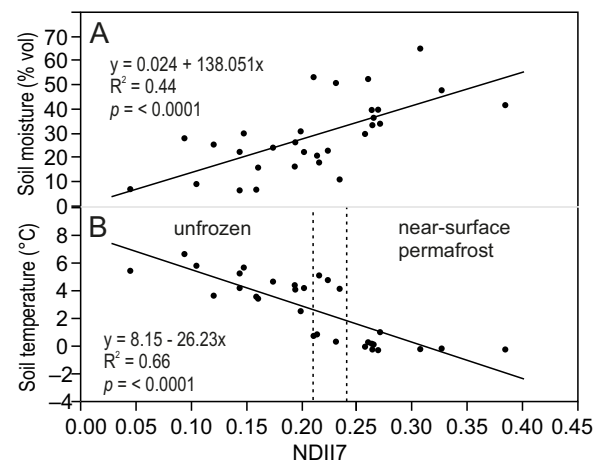 A
y = 0.024 + 138.051x
R² = 0.44
p = < 0.0001
Soil moisture (% vol)
70
60
50
40
30
20
10
0
B
unfrozen
near-surface
permafrost
y = 8.15 - 26.23x
R² = 0.66
p = < 0.0001
Soil temperature (°C)
8
6
4
2
0
−2
−4
0.00 0.05 0.10 0.15 0.20 0.25 0.30 0.35 0.40 0.45
NDII7